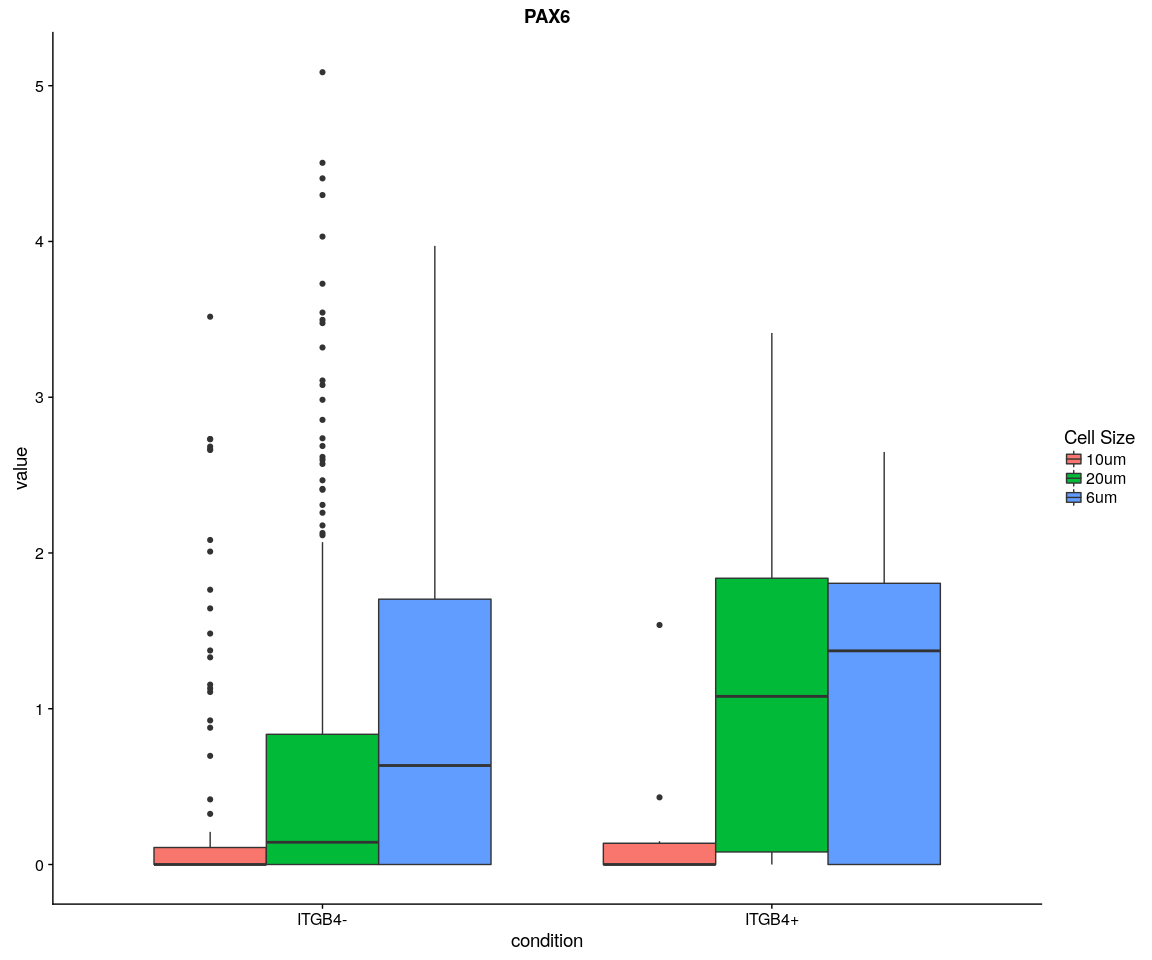 PAX6
5
4
3
2
1
0
value
ITGB4-
ITGB4+
condition
Cell Size
10um
20um
6um